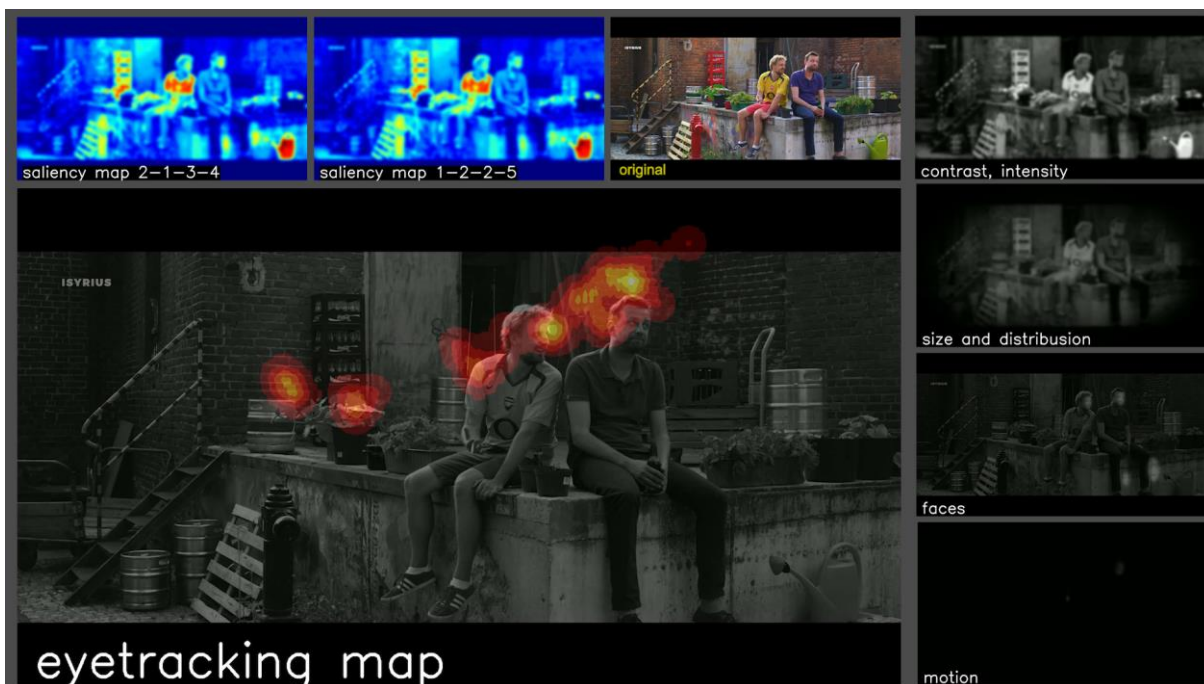 saliency map 2-1-3-4
saliency map 1-2-2-5
ISYRIUS
original
contrast, intensity
ISYRIUS
eyetracking map
size and distribusion
faces
motion